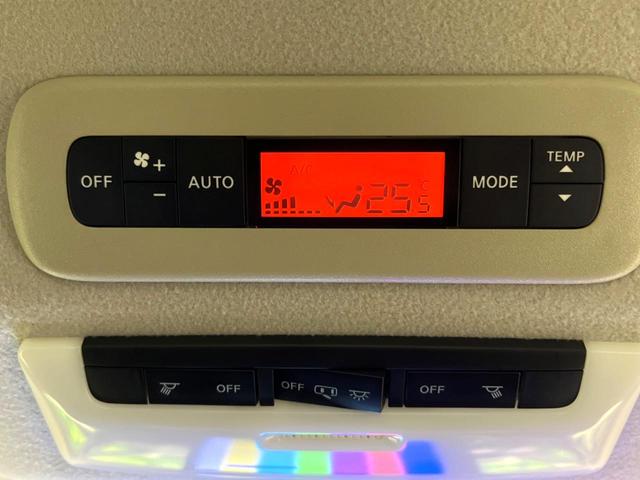 OFF + − AUTO A/C 25.5 °C MODE TEMP
OFF OFF OFF